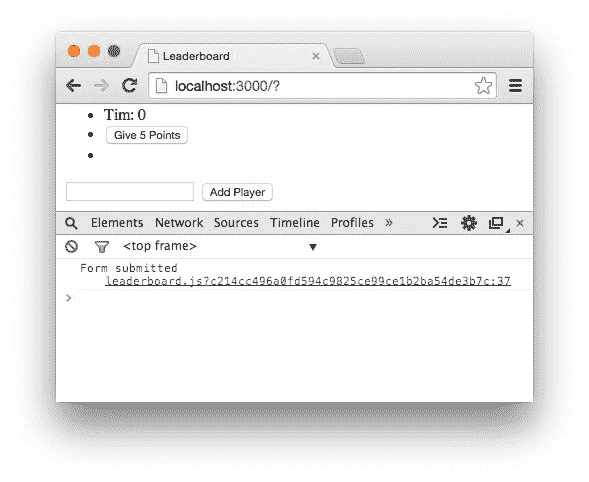 Leaderboard
localhost:3000/?
Tim: 0
Give 5 Points
Add Player
Elements Network Sources Timeline Profiles »
<top frame>
Form submitted
leaderboard.js?c214cc496a0fd594c9825ce99ce1b2ba54de3b7c:37